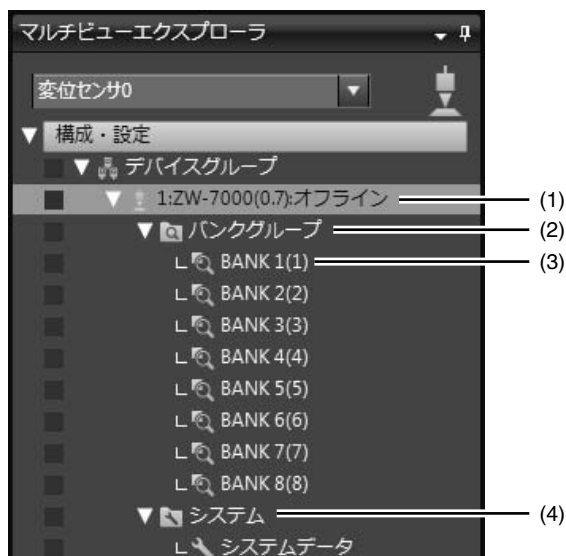 マルチビューエクスプローラ
変位センサ0
構成・設定
デバイスグループ
1:ZW-7000(0.7):オフライン (1)
バンクグループ (2)
BANK 1(1) (3)
BANK 2(2)
BANK 3(3)
BANK 4(4)
BANK 5(5)
BANK 6(6)
BANK 7(7)
BANK 8(8)
システム (4)
システムデータ